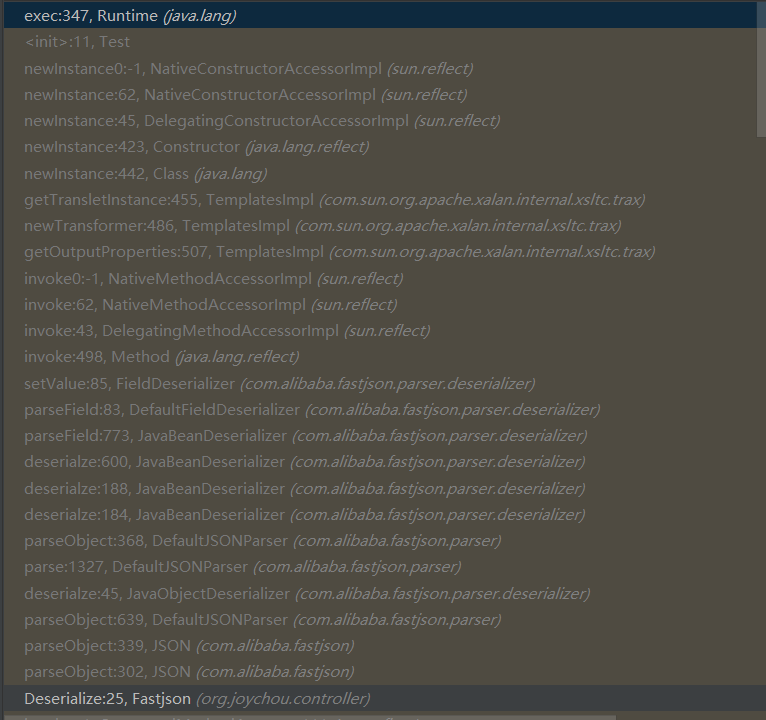 exec:347, Runtime (java.lang)
<init>:11, Test
newInstance0:-1, NativeConstructorAccessorImpl (sun.reflect)
newInstance:62, NativeConstructorAccessorImpl (sun.reflect)
newInstance:45, DelegatingConstructorAccessorImpl (sun.reflect)
newInstance:423, Constructor (java.lang.reflect)
newInstance:442, Class (java.lang)
getTransletInstance:455, TemplatesImpl (com.sun.org.apache.xalan.internal.xsltc.trax)
newTransformer:486, TemplatesImpl (com.sun.org.apache.xalan.internal.xsltc.trax)
getOutputProperties:507, TemplatesImpl (com.sun.org.apache.xalan.internal.xsltc.trax)
invoke0:-1, NativeMethodAccessorImpl (sun.reflect)
invoke:62, NativeMethodAccessorImpl (sun.reflect)
invoke:43, DelegatingMethodAccessorImpl (sun.reflect)
invoke:498, Method (java.lang.reflect)
setValue:85, FieldDeserializer (com.alibaba.fastjson.parser.deserializer)
parseField:83, DefaultFieldDeserializer (com.alibaba.fastjson.parser.deserializer)
parseField:773, JavaBeanDeserializer (com.alibaba.fastjson.parser.deserializer)
deserialze:600, JavaBeanDeserializer (com.alibaba.fastjson.parser.deserializer)
deserialze:188, JavaBeanDeserializer (com.alibaba.fastjson.parser.deserializer)
deserialze:184, JavaBeanDeserializer (com.alibaba.fastjson.parser.deserializer)
parseObject:368, DefaultJSONParser (com.alibaba.fastjson.parser)
parse:1327, DefaultJSONParser (com.alibaba.fastjson.parser)
deserialze:45, JavaObjectDeserializer (com.alibaba.fastjson.parser.deserializer)
parseObject:639, DefaultJSONParser (com.alibaba.fastjson.parser)
parseObject:339, JSON (com.alibaba.fastjson)
parseObject:302, JSON (com.alibaba.fastjson)
Deserialize:25, Fastjson (org.joychou.controller)